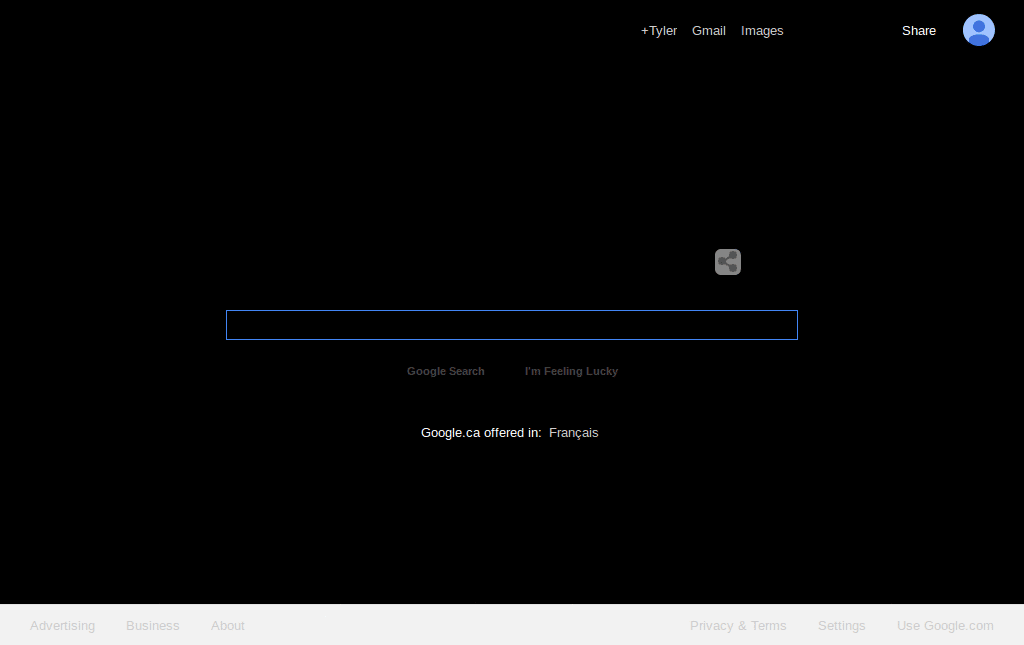 +Tyler Gmail Images Share
Google Search I'm Feeling Lucky
Google.ca offered in: Français
Advertising Business About Privacy & Terms Settings Use Google.com